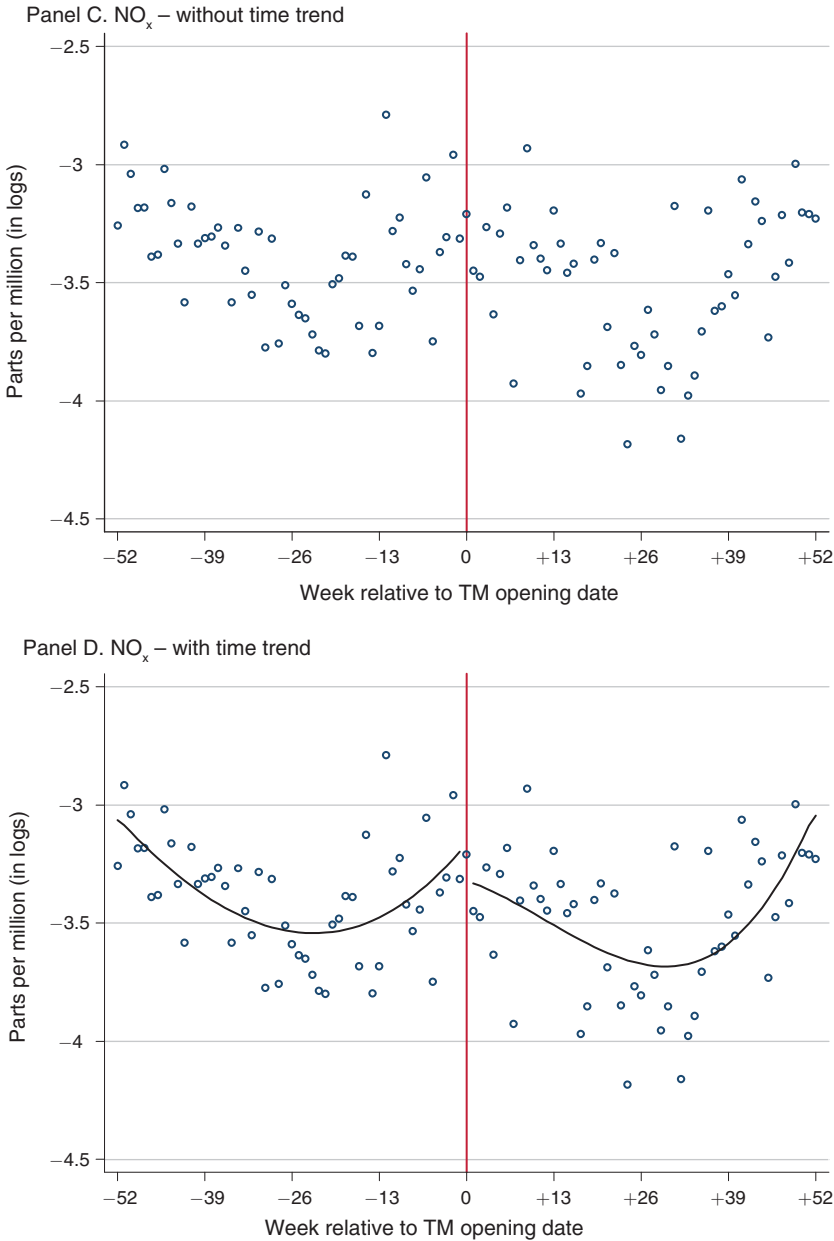 Panel C. NOx – without time trend
−2.5
−3
−3.5
−4
−4.5
Parts per million (in logs)
−52 −39 −26 −13 0 +13 +26 +39 +52
Week relative to TM opening date
Panel D. NOx – with time trend
−2.5
−3
−3.5
−4
−4.5
Parts per million (in logs)
−52 −39 −26 −13 0 +13 +26 +39 +52
Week relative to TM opening date